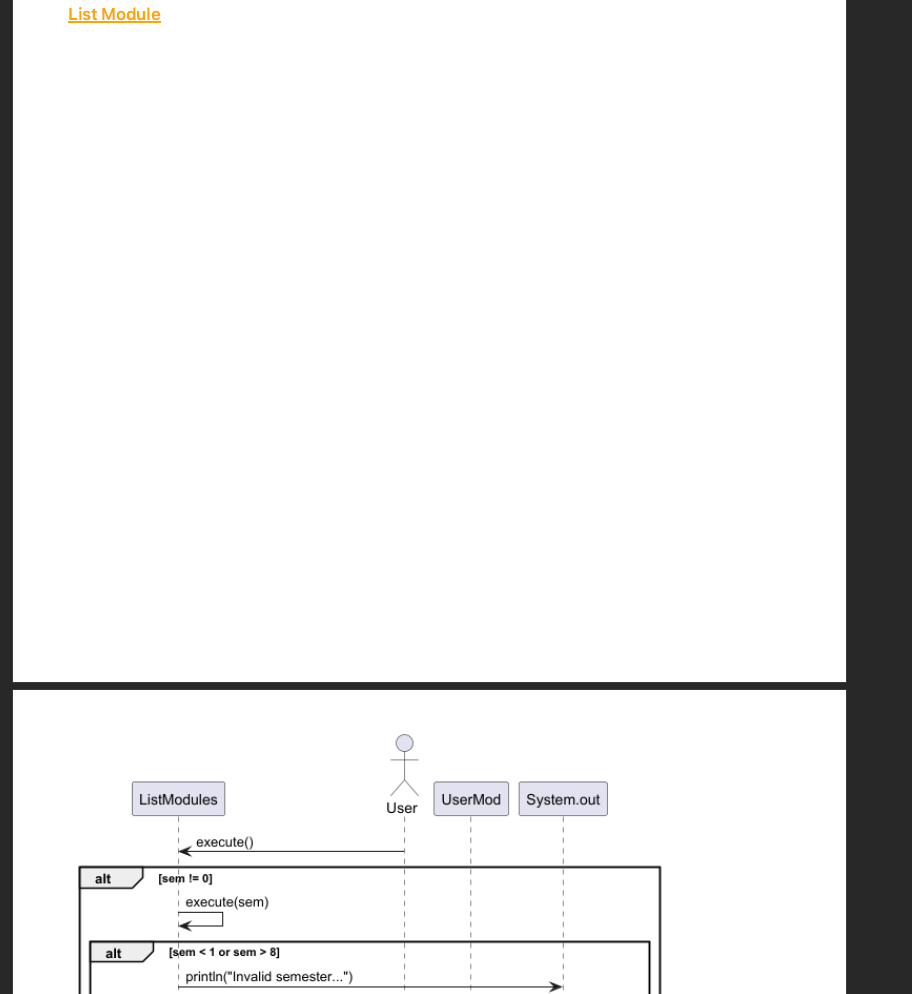 List Module
ListModules
User
UserMod
System.out
execute()
alt [sem != 0]
execute(sem)
alt [sem < 1 or sem > 8]
println("Invalid semester...")